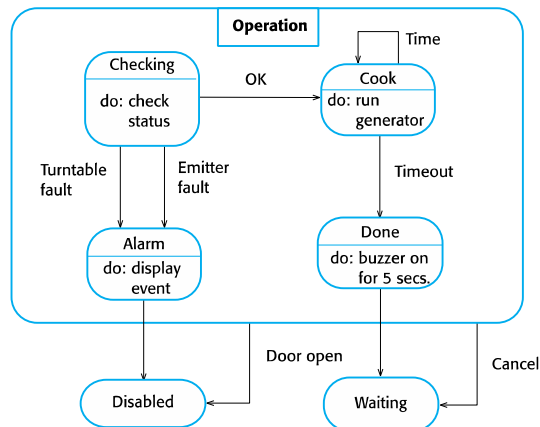 Operation
Time
Checking
do: check
status
OK
Cook
do: run
generator
Turntable
fault
Emitter
fault
Timeout
Alarm
do: display
event
Done
do: buzzer on
for 5 secs.
Door open
Cancel
Disabled
Waiting